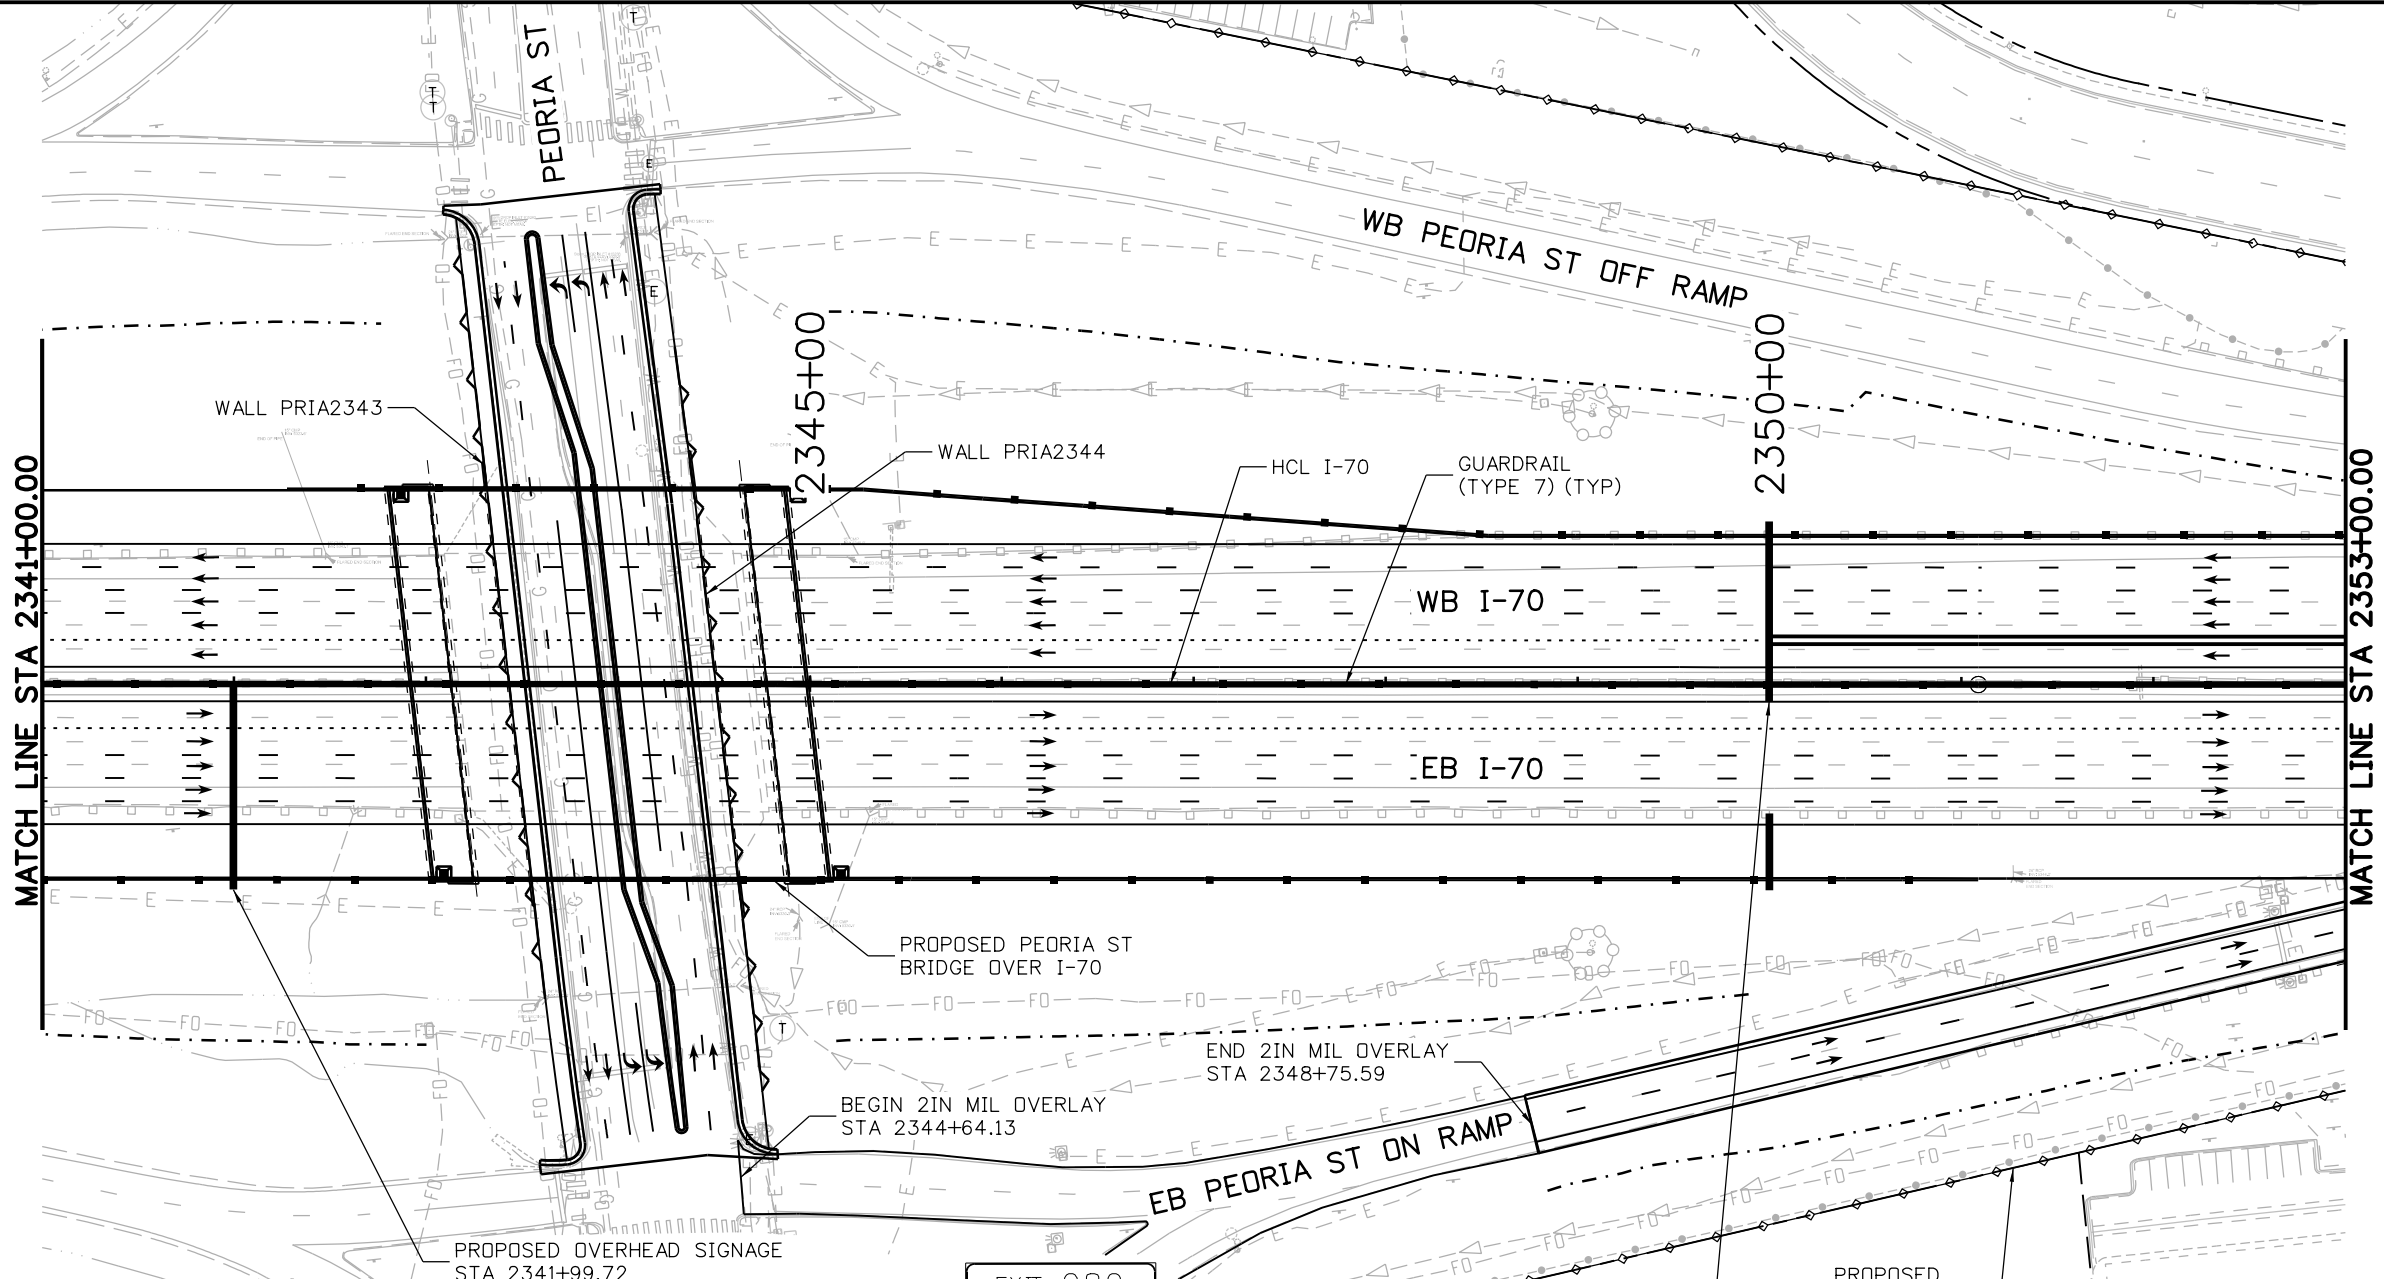 PEORIA ST
WB PEORIA ST OFF RAMP
2345+00
2350+00
WALL PRIA2343
WALL PRIA2344
HCL I-70
GUARDRAIL
(TYPE 7) (TYP)
MATCH LINE STA 2341+00.00
MATCH LINE STA 2353+00.00
WB I-70
EB I-70
PROPOSED PEORIA ST
BRIDGE OVER I-70
END 2IN MIL OVERLAY
STA 2348+75.59
BEGIN 2IN MIL OVERLAY
STA 2344+64.13
EB PEORIA ST ON RAMP
PROPOSED OVERHEAD SIGNAGE
STA 2341+99.72
PROPOSED